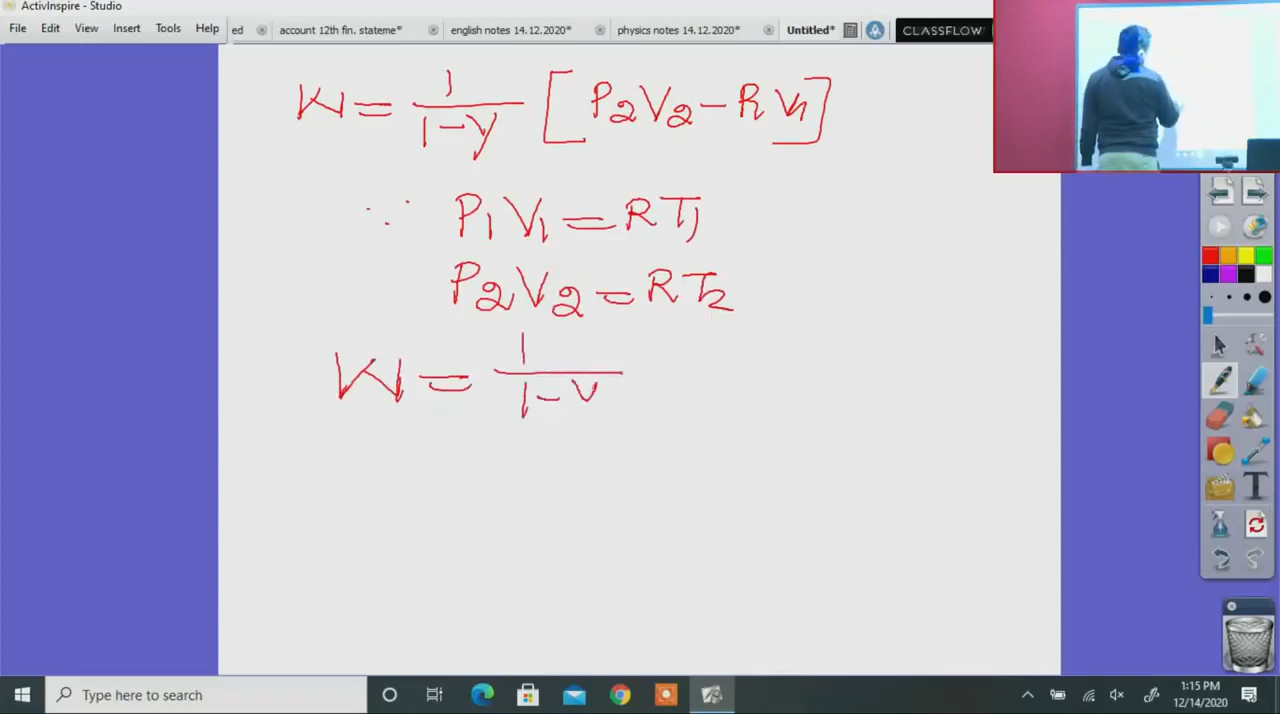 ActivInspire - Studio
File Edit View Insert Tools Help
ed account 12th fin. stateme* english notes 14.12.2020* physics notes 14.12.2020* Untitled* CLASSFLOW
W = 1/1-γ [P2V2 - P1V1]
∵ P1V1 = RT1
P2V2 = RT2
W = 1/1-γ
T
Type here to search
1:15 PM
12/14/2020